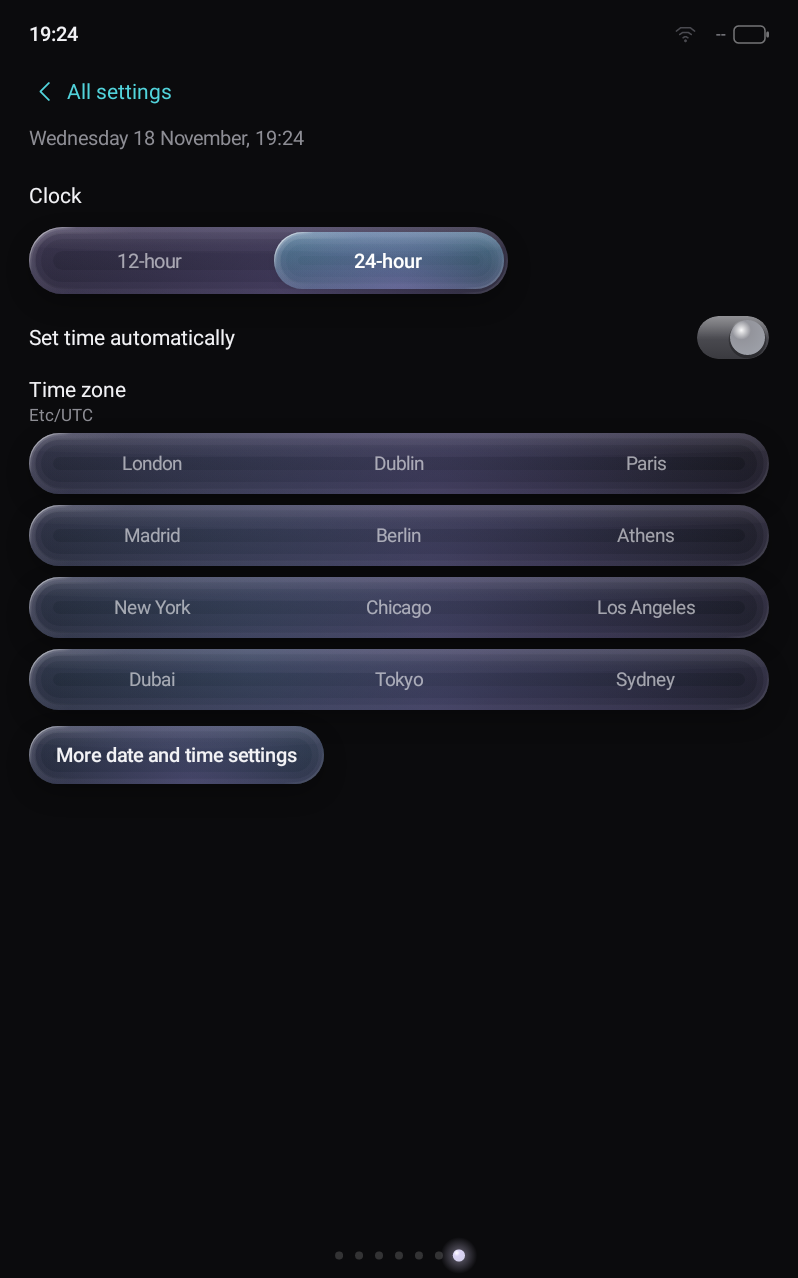 19:24
--
All settings
Wednesday 18 November, 19:24
Clock
12-hour 24-hour
Set time automatically
Time zone
Etc/UTC
London Dublin Paris
Madrid Berlin Athens
New York Chicago Los Angeles
Dubai Tokyo Sydney
More date and time settings